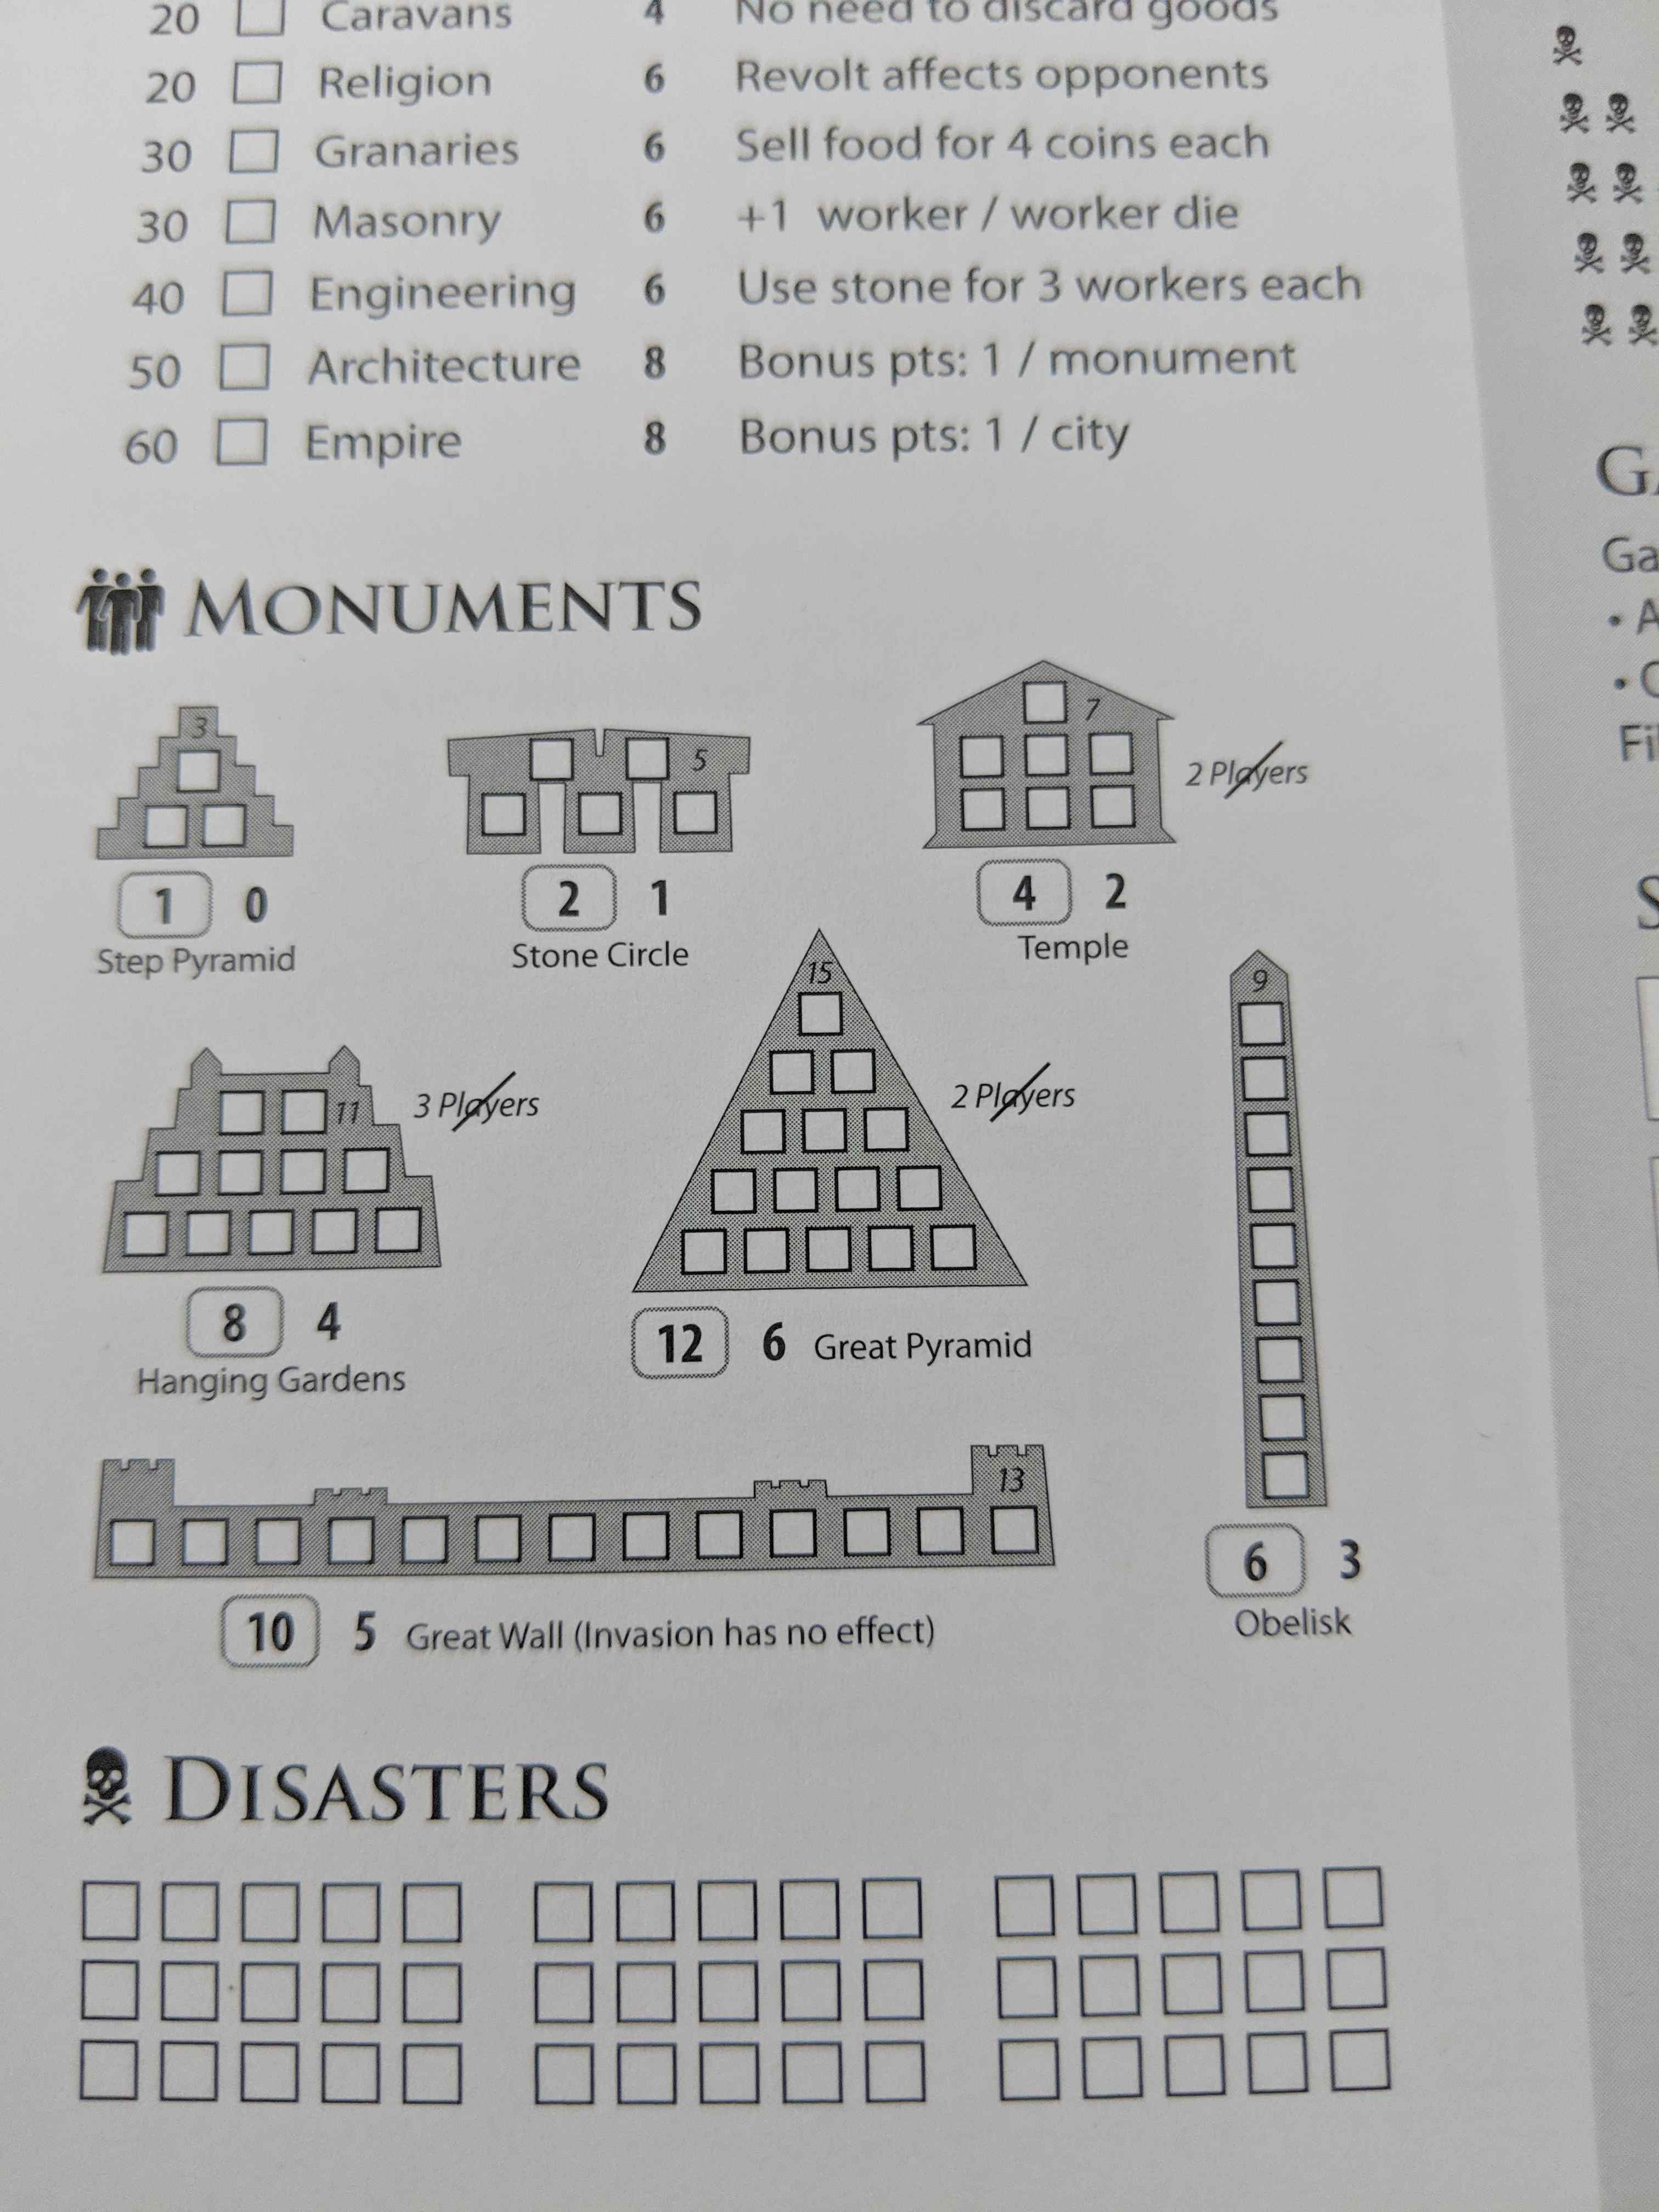 20 Caravans 4 No need to discard goods
20 Religion 6 Revolt affects opponents
30 Granaries 6 Sell food for 4 coins each
30 Masonry 6 +1 worker / worker die
40 Engineering 6 Use stone for 3 workers each
50 Architecture 8 Bonus pts: 1 / monument
60 Empire 8 Bonus pts: 1 / city
MONUMENTS
3
1 0
Step Pyramid
5
2 1
Stone Circle
7
2 Players
4 2
Temple
11
3 Players
8 4
Hanging Gardens
15
2 Players
12 6 Great Pyramid
9
6 3
Obelisk
13
10 5 Great Wall (Invasion has no effect)
DISASTERS